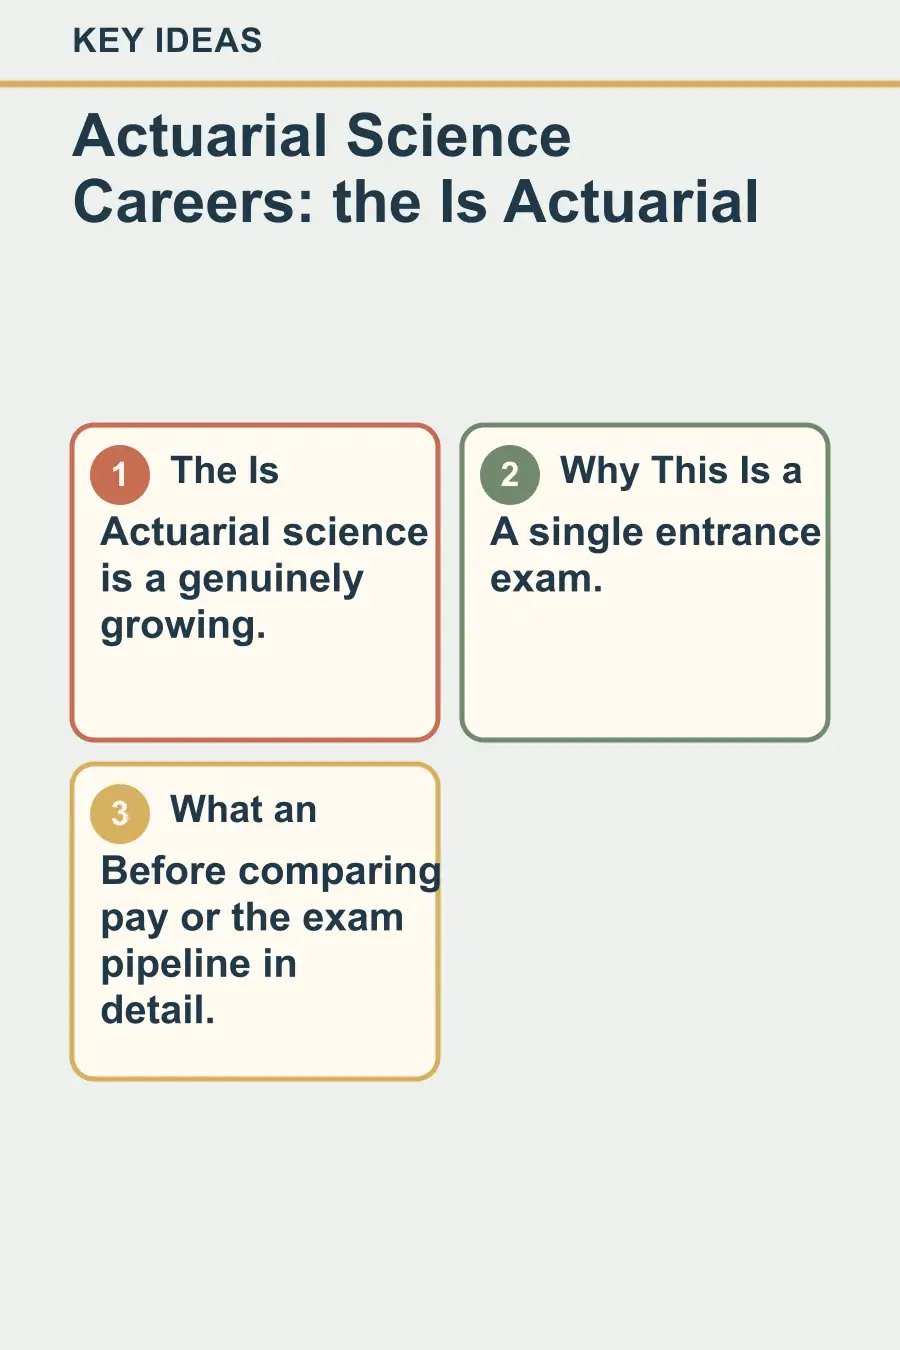 KEY IDEAS
Actuarial Science
Careers: the Is Actuarial
1 The Is
Actuarial science
is a genuinely
growing.
2 Why This Is a
A single entrance
exam.
3 What an
Before comparing
pay or the exam
pipeline in
detail.